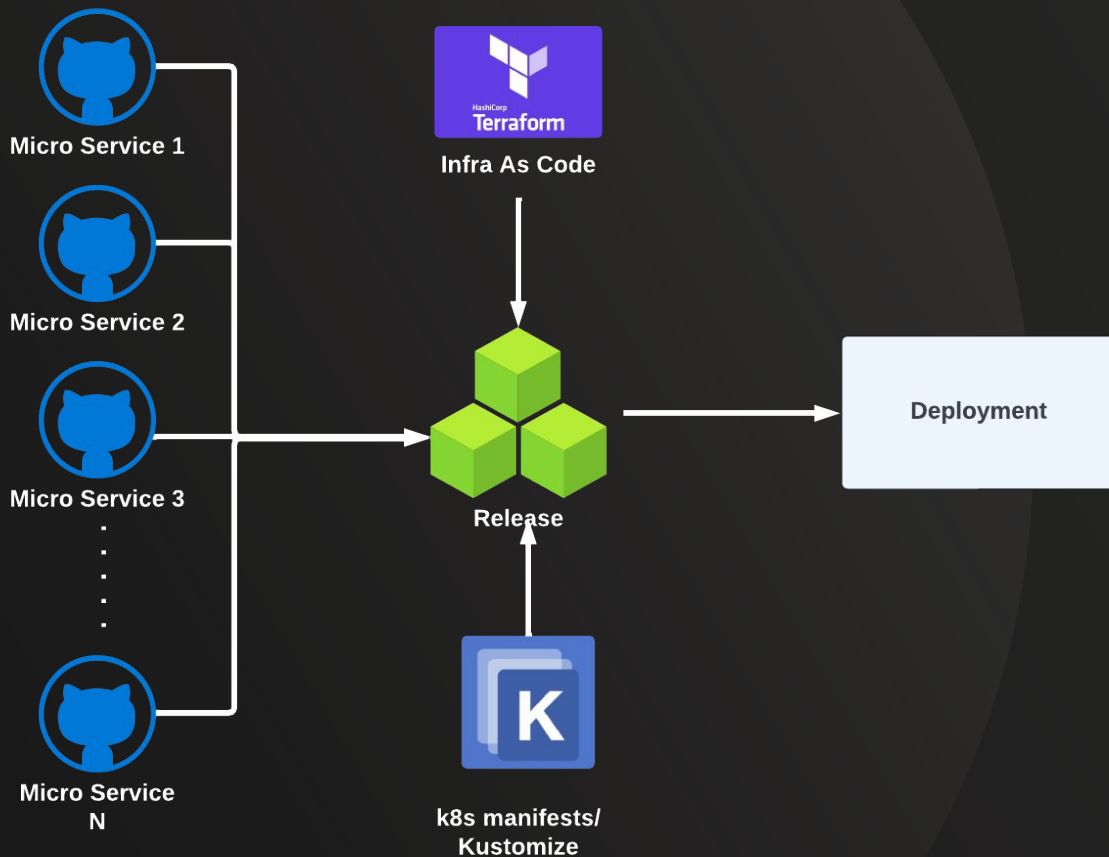 Micro Service 1
HashiCorp
Terraform
Infra As Code
Micro Service 2
Deployment
Micro Service 3
Release
K
Micro Service
N
k8s manifests/
Kustomize